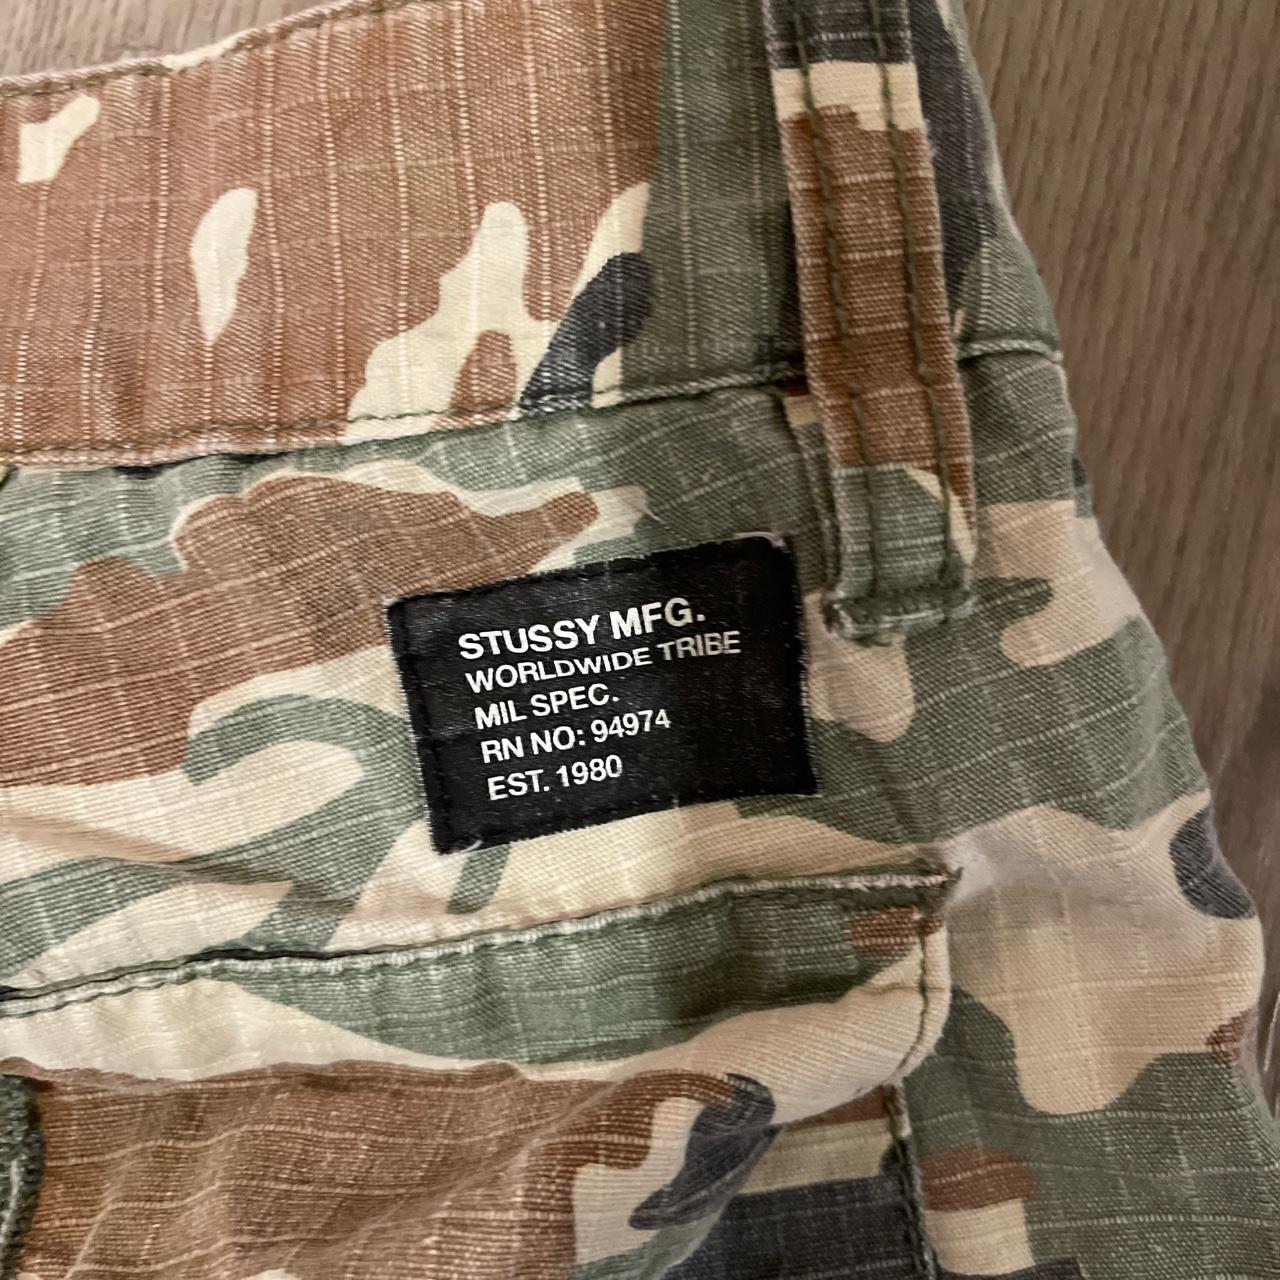 STUSSY MFG.
WORLDWIDE TRIBE
MIL SPEC.
RN NO: 94974
EST. 1980